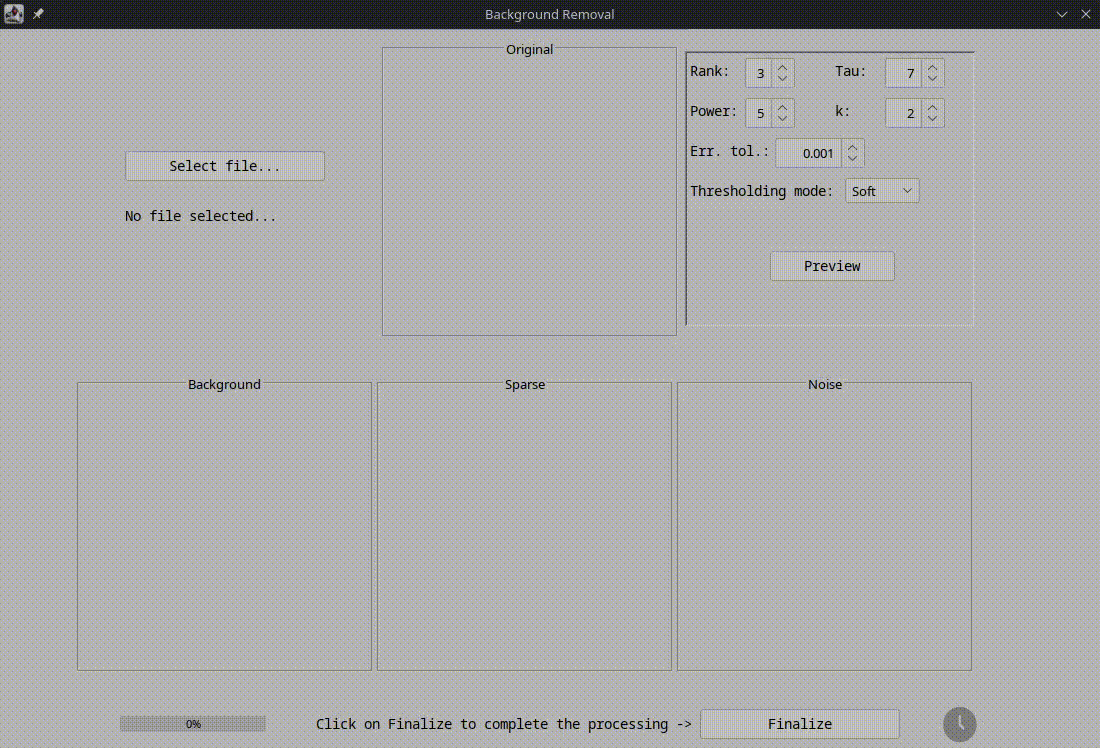 Background Removal
Original
Rank: 3 Tau: 7
Power: 5 k: 2
Err. tol.: 0.001
Thresholding mode: Soft
Select file...
No file selected...
Preview
Background Sparse Noise
0% Click on Finalize to complete the processing -> Finalize